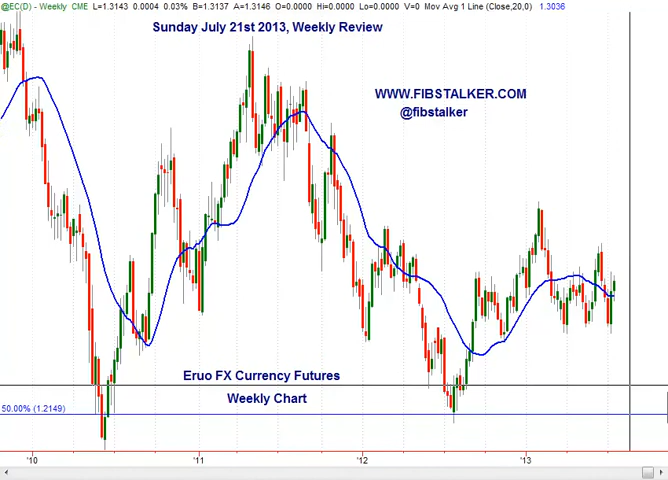 @EC(D) - Weekly CME L=1.3143 0.0004 0.03% B=1.3137 A=1.3146 O=0.0000 Hi=0.0000 Lo=0.0000 V=0 Mov Avg 1 Line (Close,20,0) 1.3036
Sunday July 21st 2013, Weekly Review
WWW.FIBSTALKER.COM
@fibstalker
Eruo FX Currency Futures
Weekly Chart
50.00% (1.2149)
'10 '11 '12 '13